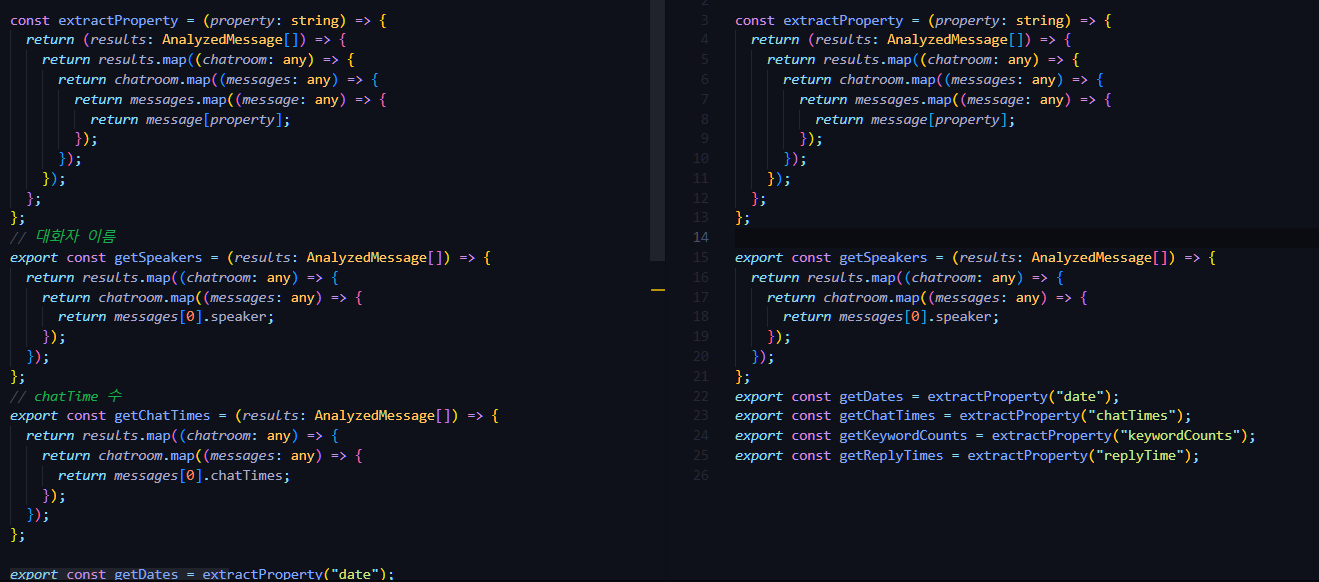 const extractProperty = (property: string) => {
return (results: AnalyzedMessage[]) => {
return results.map((chatroom: any) => {
return chatroom.map((messages: any) => {
return messages.map((message: any) => {
return message[property];
});
});
});
};
};
// 대화자 이름
export const getSpeakers = (results: AnalyzedMessage[]) => {
return results.map((chatroom: any) => {
return chatroom.map((messages: any) => {
return messages[0].speaker;
});
});
};
// chatTime 수
export const getChatTimes = (results: AnalyzedMessage[]) => {
return results.map((chatroom: any) => {
return chatroom.map((messages: any) => {
return messages[0].chatTimes;
});
});
};
export const getDates = extractProperty("date");
2
3 const extractProperty = (property: string) => {
4 return (results: AnalyzedMessage[]) => {
5 return results.map((chatroom: any) => {
6 return chatroom.map((messages: any) => {
7 return messages.map((message: any) => {
8 return message[property];
9 });
10 });
11 });
12 };
13 };
14
15 export const getSpeakers = (results: AnalyzedMessage[]) => {
16 return results.map((chatroom: any) => {
17 return chatroom.map((messages: any) => {
18 return messages[0].speaker;
19 });
20 });
21 };
22 export const getDates = extractProperty("date");
23 export const getChatTimes = extractProperty("chatTimes");
24 export const getKeywordCounts = extractProperty("keywordCounts");
25 export const getReplyTimes = extractProperty("replyTime");
26